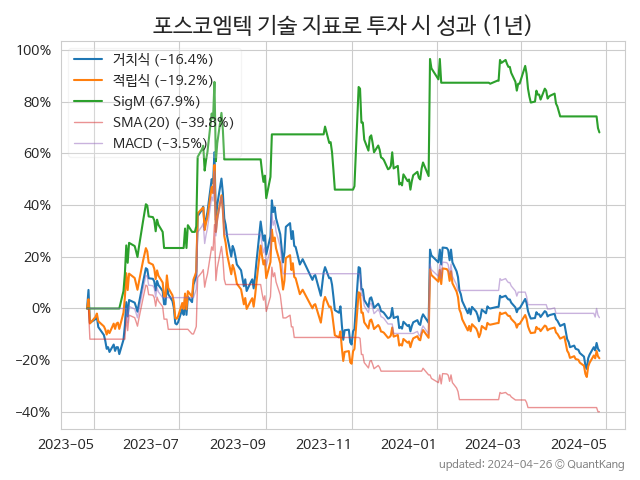 포스코엠텍 기술 지표로 투자 시 성과 (1년)
100%
80%
60%
40%
20%
0%
−20%
−40%
거치식 (−16.4%)
적립식 (−19.2%)
SigM (67.9%)
SMA(20) (−39.8%)
MACD (−3.5%)
2023-05 2023-07 2023-09 2023-11 2024-01 2024-03 2024-05
updated: 2024-04-26 © QuantKang